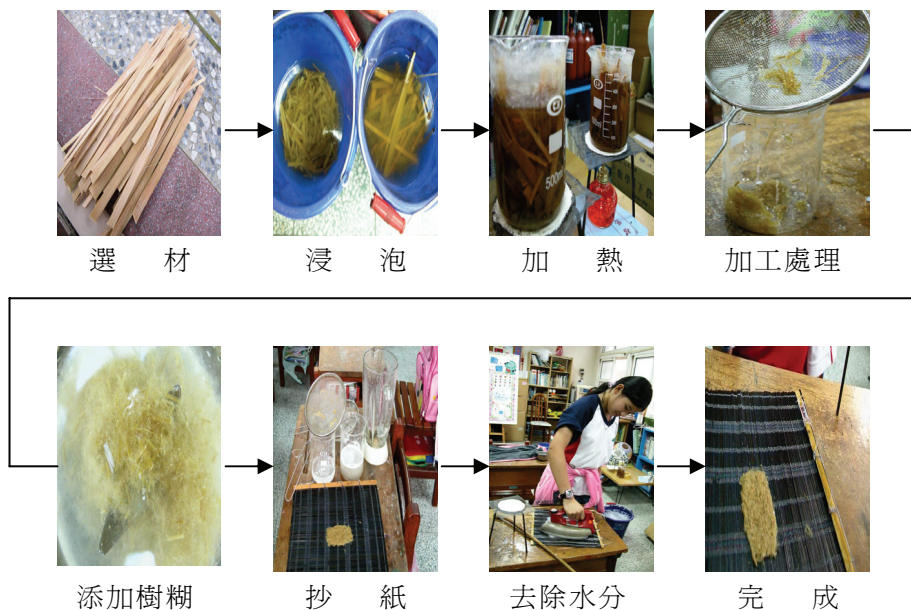 選 材
浸 泡
加 熱
加工處理
添加樹糊
抄 紙
去除水分
完 成